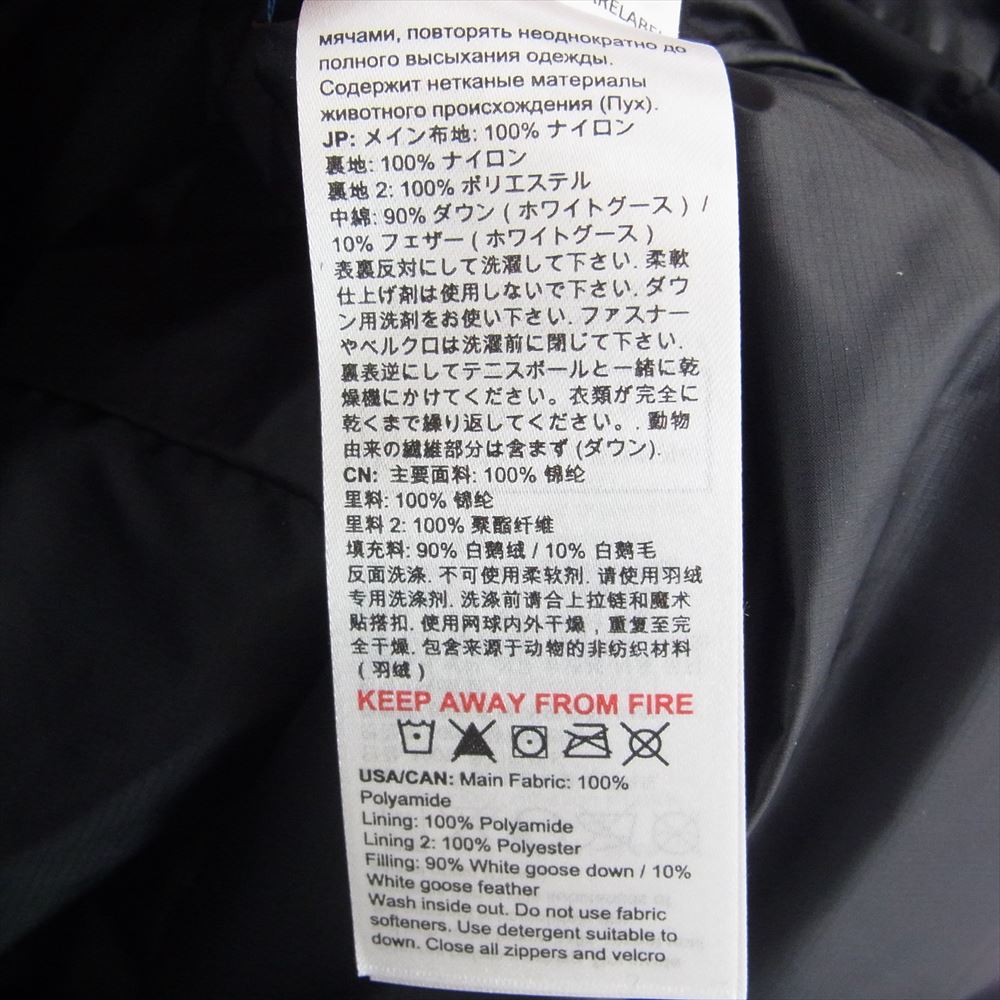 мячами, повторять неоднократно до
полного высыхания одежды.
Содержит нетканые материалы
животного происхождения (Пух).
JP: メイン布地: 100% ナイロン
裏地: 100% ナイロン
裏地 2: 100% ポリエステル
中綿: 90% ダウン ( ホワイトグース ) /
10% フェザー ( ホワイトグース )
表裏反対にして洗濯して下さい. 柔軟
仕上げ剤は使用しないで下さい. ダウ
ン用洗剤をお使い下さい. ファスナー
やベルクロは洗濯前に閉じて下さい.
裏表逆にしてテニスボールと一緒に乾
燥機にかけてください。衣類が完全に
乾くまで繰り返してください。. 動物
由来の繊維部分は含まず (ダウン).
CN: 主要面料: 100% 锦纶
里料: 100% 锦纶
里料 2: 100% 聚酯纤维
填充料: 90% 白鹅绒 / 10% 白鹅毛
反面洗涤. 不可使用柔软剂. 请使用羽绒
专用洗涤剂. 洗涤前请合上拉链和魔术
贴搭扣. 使用网球内外干燥，重复至完
全干燥. 包含来源于动物的非纺织材料
( 羽绒 )
KEEP AWAY FROM FIRE
USA/CAN: Main Fabric: 100%
Polyamide
Lining: 100% Polyamide
Lining 2: 100% Polyester
Filling: 90% White goose down / 10%
White goose feather
Wash inside out. Do not use fabric
softeners. Use detergent suitable to
down. Close all zippers and velcro